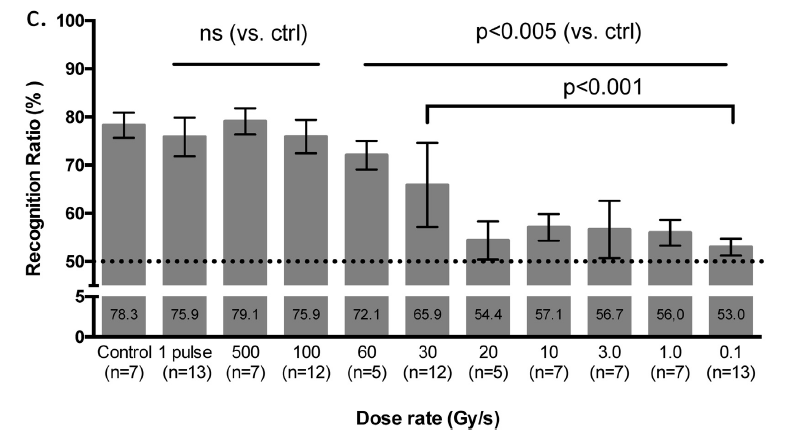 C.
100
ns (vs. ctrl)
p<0.005 (vs. ctrl)
90
p<0.001
80
70
60
50
5
0
Recognition Ratio (% )
78.3 75.9 79.1 75.9 72.1 65.9 54.4 57.1 56.7 56,0 53.0
Control 1 pulse 500 100 60 30 20 10 3.0 1.0 0.1
(n=7) (n=13) (n=7) (n=12) (n=5) (n=12) (n=5) (n=7) (n=7) (n=7) (n=13)
Dose rate (Gy/s)